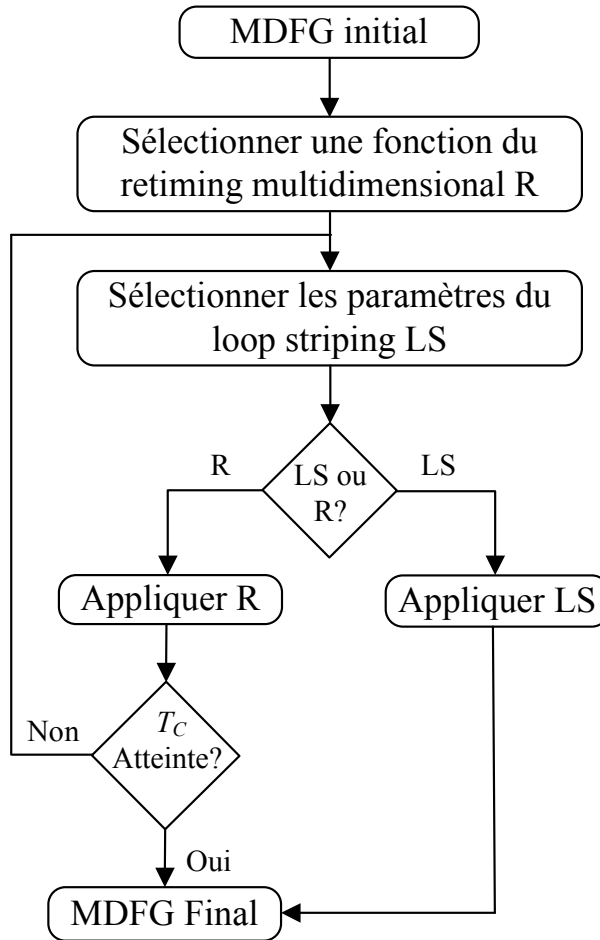 MDFG initial
Sélectionner une fonction du
retiming multidimensional R
Sélectionner les paramètres du
loop striping LS
R
LS ou
R?
LS
Appliquer R
Appliquer LS
Non
T_C
Atteinte?
Oui
MDFG Final